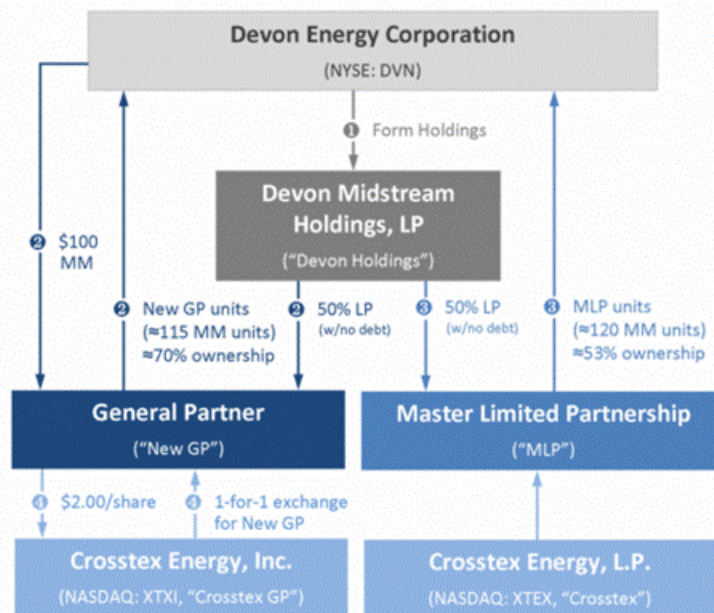 Devon Energy Corporation
(NYSE: DVN)
❶ Form Holdings
Devon Midstream
Holdings, LP
("Devon Holdings")
❷ $100
MM
❷ New GP units
(≈115 MM units)
≈70% ownership
❷ 50% LP
(w/no debt)
❸ 50% LP
(w/no debt)
❸ MLP units
(≈120 MM units)
≈53% ownership
General Partner
("New GP")
Master Limited Partnership
("MLP")
❹ $2.00/share
❹ 1-for-1 exchange
for New GP
Crosstex Energy, Inc.
(NASDAQ: XTXI, "Crosstex GP")
Crosstex Energy, L.P.
(NASDAQ: XTEX, "Crosstex")